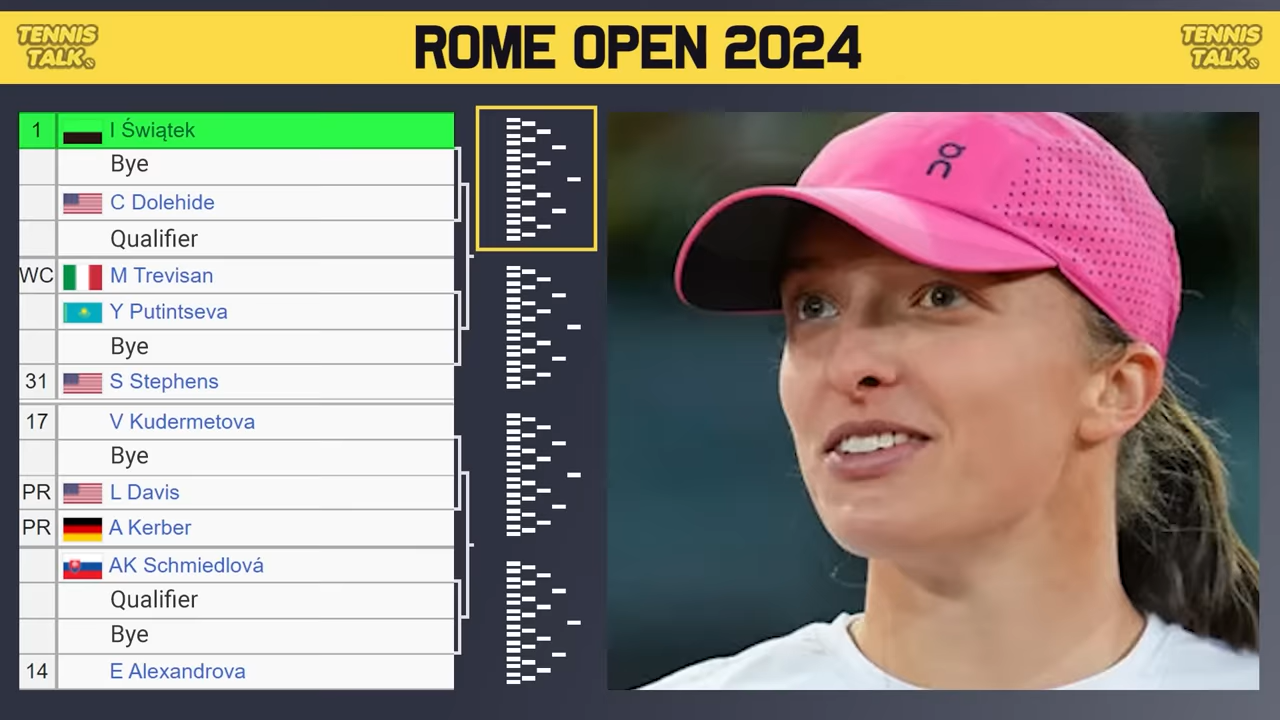 TENNIS
TALK
ROME OPEN 2024
TENNIS
TALK
1 I Świątek
Bye
C Dolehide
Qualifier
WC M Trevisan
Y Putintseva
Bye
31 S Stephens
17 V Kudermetova
Bye
PR L Davis
PR A Kerber
AK Schmiedlová
Qualifier
Bye
14 E Alexandrova